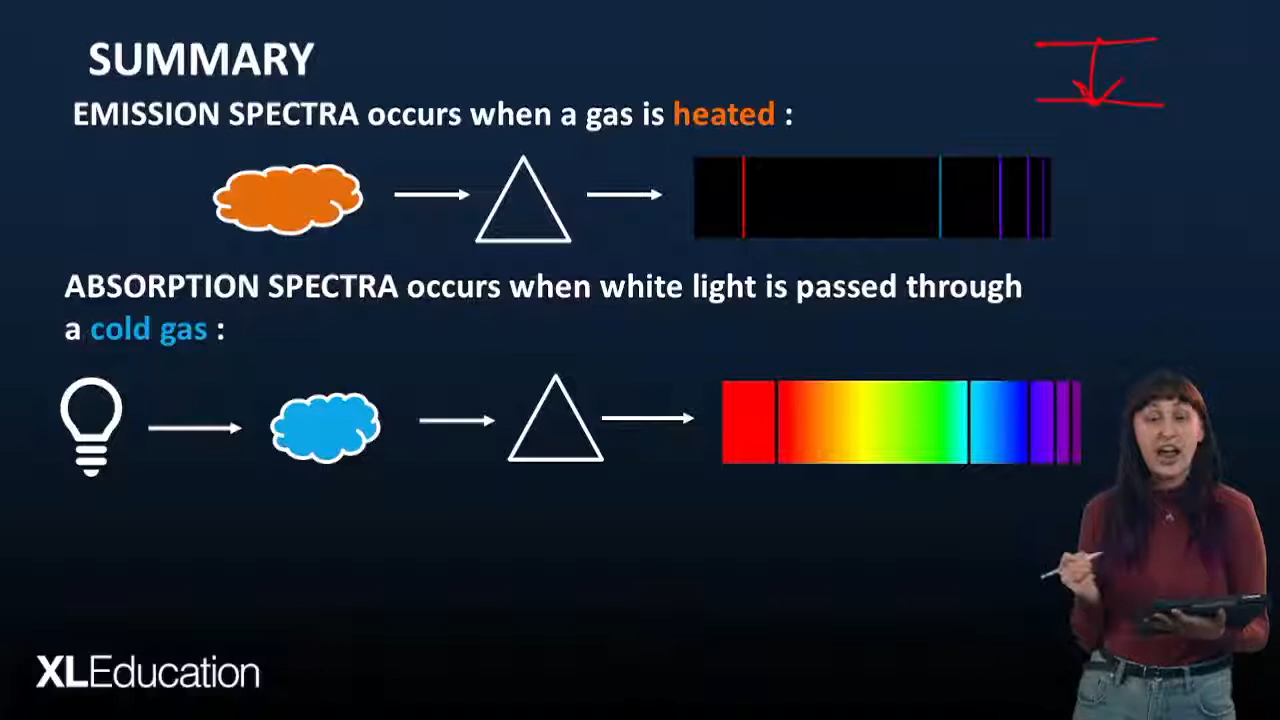 SUMMARY
EMISSION SPECTRA occurs when a gas is heated :
ABSORPTION SPECTRA occurs when white light is passed through
a cold gas :
XLEducation